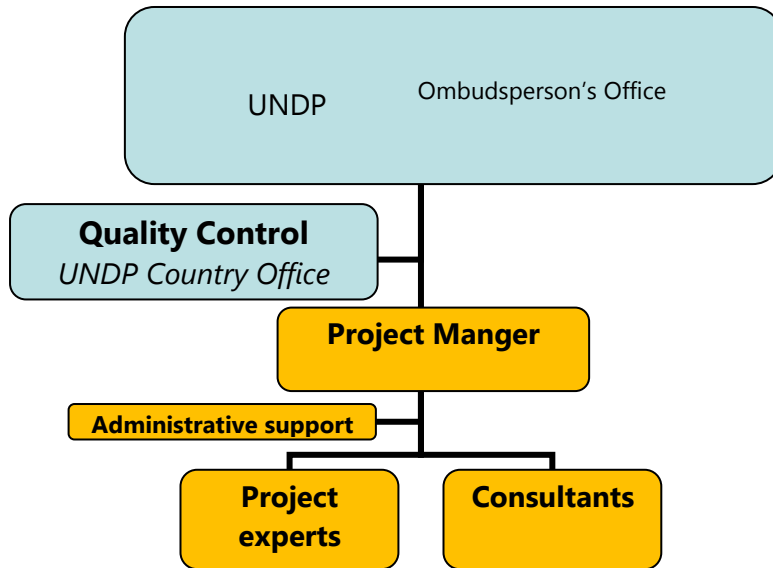 UNDP
Ombudsperson’s Office
Quality Control
UNDP Country Office
Project Manger
Administrative support
Project
experts
Consultants